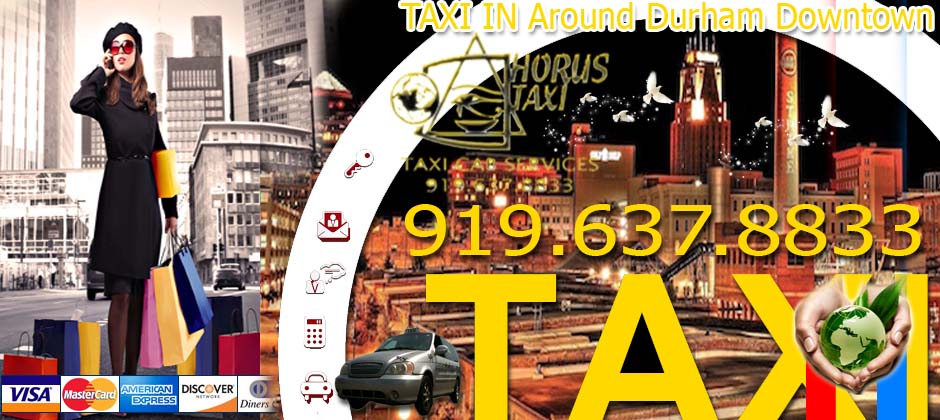 TAXI IN Around Durham Downtown
HORUS
TAXI
TAXI CAB SERVICES
919.637.8833
919.637.8833
TAXI
VISA
MasterCard
AMERICAN EXPRESS
DISCOVER
NETWORK
Diners